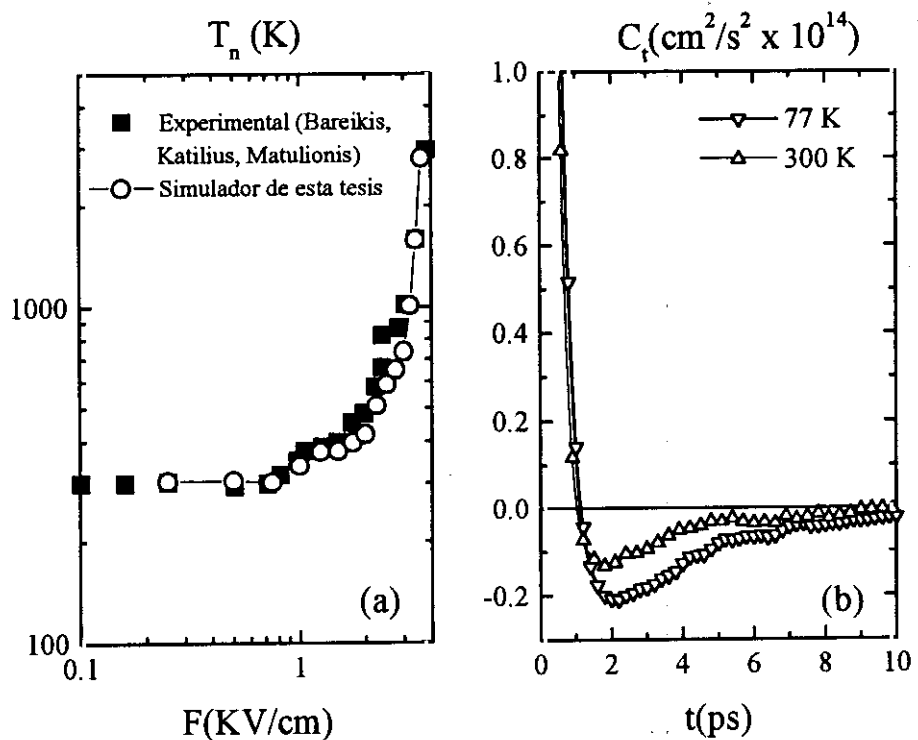 T_n (K)
Experimental (Bareikis,
Katilius, Matulionis)
Simulador de esta tesis
1000
100
0.1
1
(a)
F(KV/cm)
C_r(cm²/s² x 10¹⁴)
77 K
300 K
1.0
0.8
0.6
0.4
0.2
0.0
-0.2
0
2
4
6
8
10
(b)
t(ps)